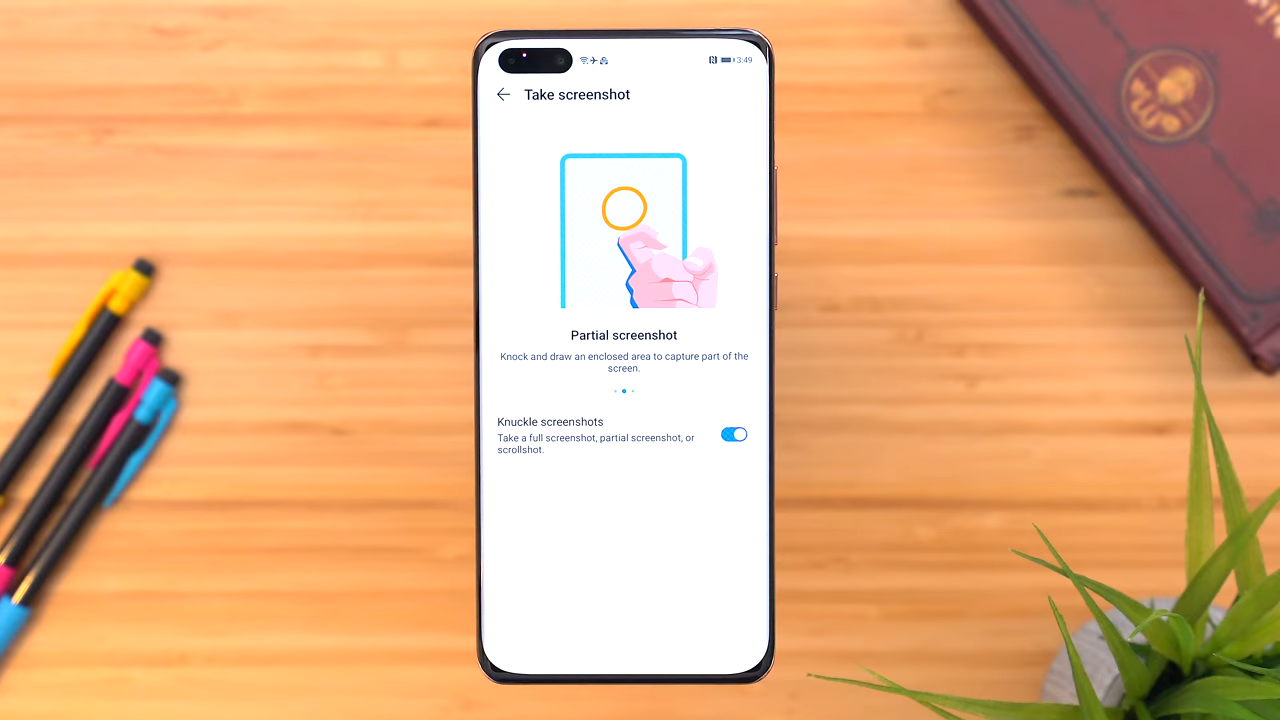 3:49
Take screenshot
Partial screenshot
Knock and draw an enclosed area to capture part of the
screen.
Knuckle screenshots
Take a full screenshot, partial screenshot, or
scrollshot.